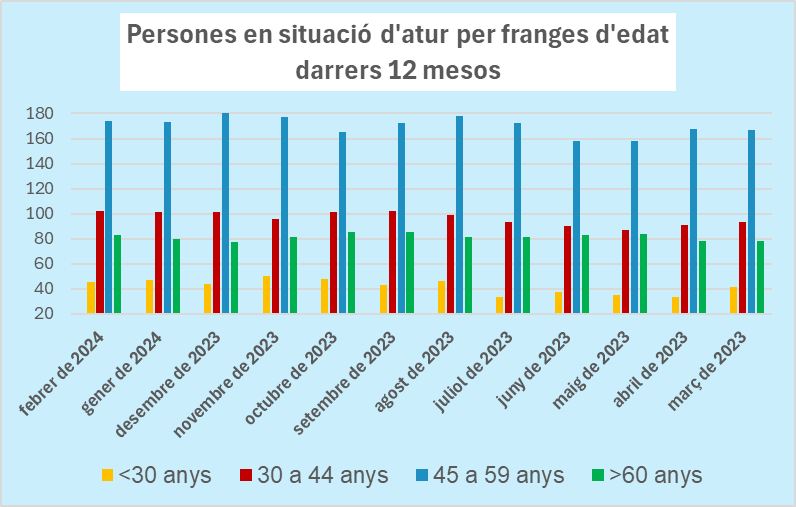 Persones en situació d'atur per franges d'edat
darrers 12 mesos
180
160
140
120
100
80
60
40
20
febrer de 2024
gener de 2024
desembre de 2023
novembre de 2023
octubre de 2023
setembre de 2023
agost de 2023
juliol de 2023
juny de 2023
maig de 2023
abril de 2023
març de 2023
<30 anys
30 a 44 anys
45 a 59 anys
>60 anys